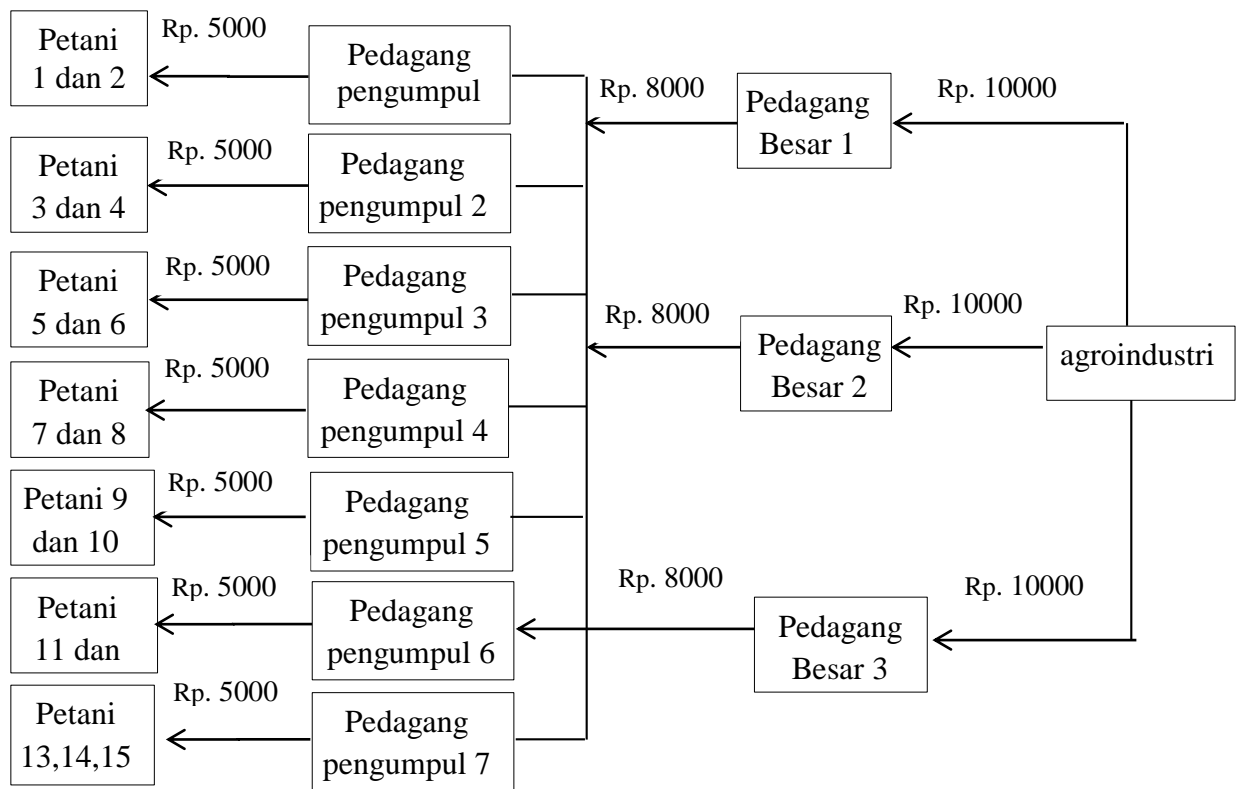 Rp. 5000
Petani
1 dan 2
Pedagang
pengumpul
Rp. 8000
Pedagang
Besar 1
Rp. 10000
Rp. 5000
Petani
3 dan 4
Pedagang
pengumpul 2
Rp. 5000
Petani
5 dan 6
Pedagang
pengumpul 3
Rp. 8000
Pedagang
Besar 2
Rp. 10000
agroindustri
Rp. 5000
Petani
7 dan 8
Pedagang
pengumpul 4
Rp. 5000
Petani 9
dan 10
Pedagang
pengumpul 5
Rp. 5000
Petani
11 dan
Pedagang
pengumpul 6
Rp. 8000
Pedagang
Besar 3
Rp. 10000
Rp. 5000
Petani
13,14,15
Pedagang
pengumpul 7